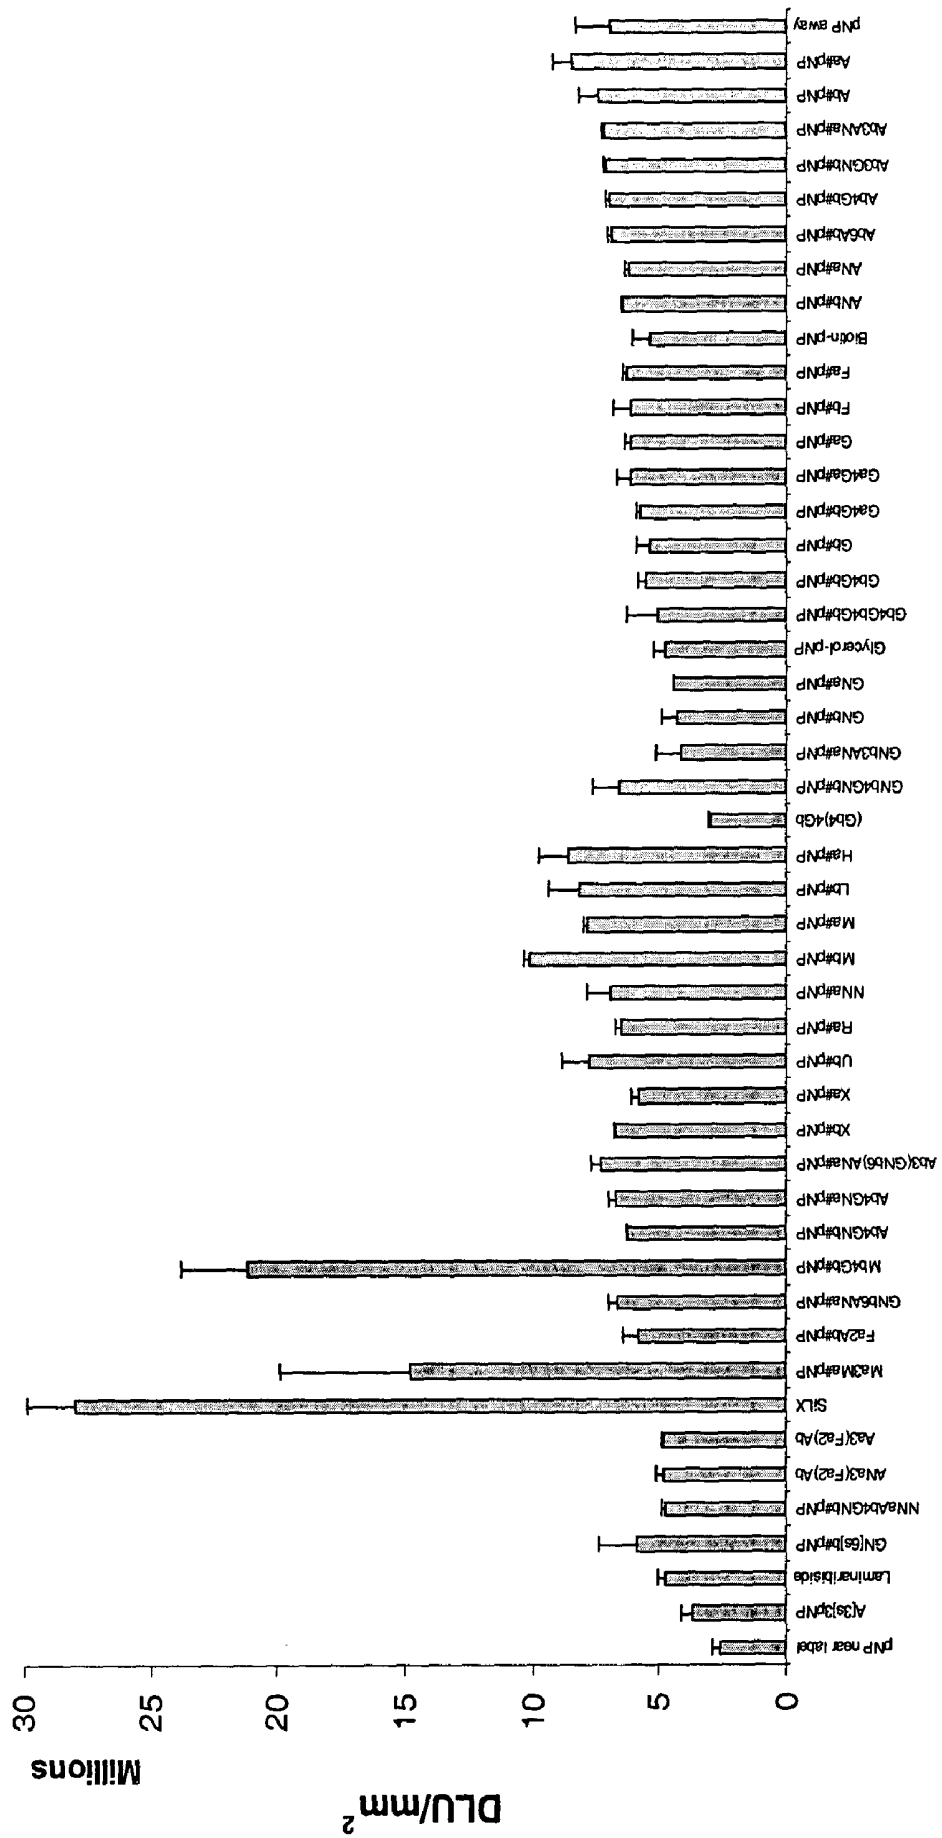 DLU/mm²
Millions
30
25
20
15
10
5
0
pNP near label
A[3s]3pNP
Laminaribiside
GN[6s]b#pNP
NNaAb4GNb#pNP
ANa3(Fa2)Ab
Aa3(Fa2)Ab
SiLX
Ma3Ma#pNP
Fa2Ab#pNP
GNb6ANa#pNP
Mb4Gb#pNP
Ab4GNb#pNP
Ab4GNa#pNP
Ab3(GNb6)ANa#pNP
Xb#pNP
Xa#pNP
Ub#pNP
Ra#pNP
NNa#pNP
Mb#pNP
Ma#pNP
Lb#pNP
Ha#pNP
(Gb4)4Gb
GNb4GNb#pNP
GNb3ANa#pNP
GNb#pNP
GNa#pNP
Glycerol-pNP
Gb4Gb4Gb#pNP
Gb4Gb#pNP
Gb#pNP
Ga4Gb#pNP
Ga4Ga#pNP
Ga#pNP
Fb#pNP
Fa#pNP
Biotin-pNP
ANb#pNP
ANa#pNP
Ab6Ab#pNP
Ab4Gb#pNP
Ab3GNb#pNP
Ab3ANa#pNP
Ab#pNP
Aa#pNP
pNP away